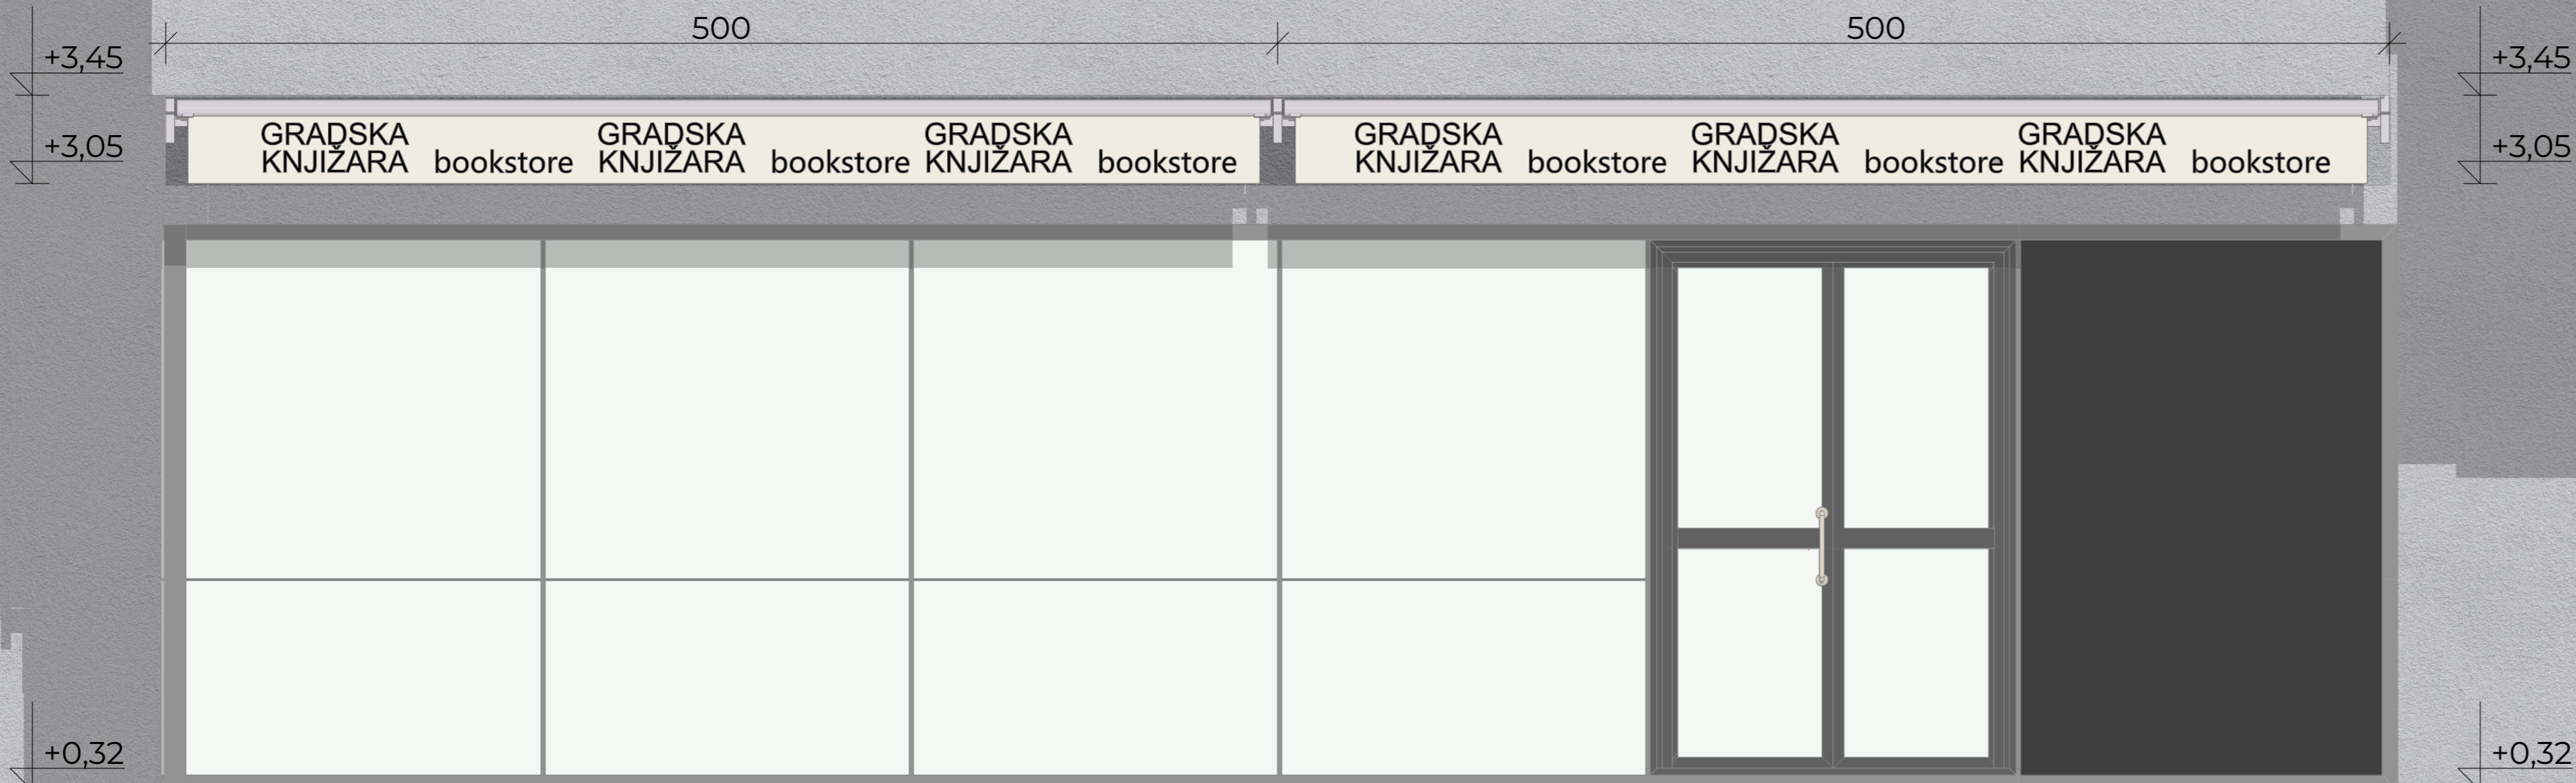 500 500
+3,45 +3,45
GRADSKA GRADSKA GRADSKA GRADSKA GRADSKA GRADSKA
+3,05 KNJIŽARA bookstore KNJIŽARA bookstore KNJIŽARA bookstore KNJIŽARA bookstore KNJIŽARA bookstore KNJIŽARA bookstore +3,05
+0,32 +0,32